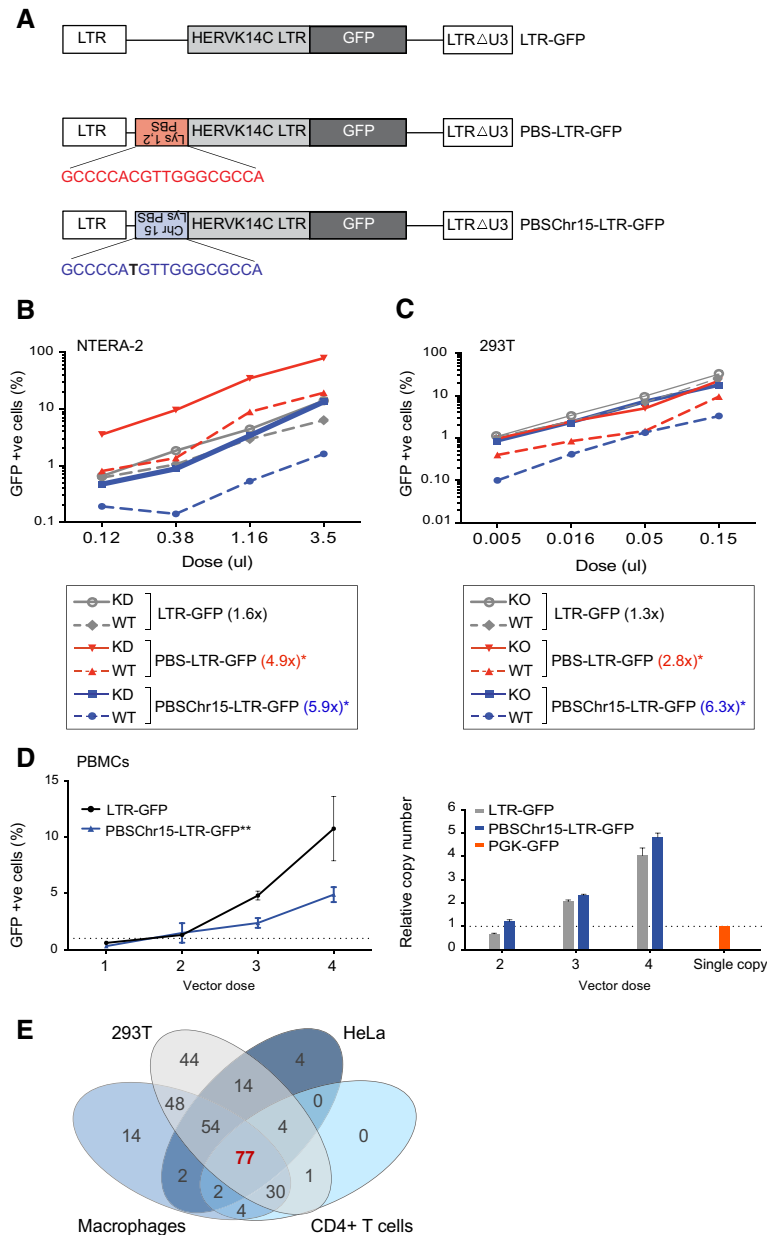 A
LTR HERVK14C LTR GFP LTR△U3 LTR-GFP
LTR Lys 1,2 PBS HERVK14C LTR GFP LTR△U3 PBS-LTR-GFP
GCCCCACGTTGGGCGCCA
LTR Chr 15 Lys PBS HERVK14C LTR GFP LTR△U3 PBSChr15-LTR-GFP
GCCCCATGTTGGGCGCCA
B
NTERA-2
GFP +ve cells (%)
100
10
1
0.1
0.12 0.38 1.16 3.5
Dose (ul)
KD
WT
LTR-GFP (1.6x)
KD
WT
PBS-LTR-GFP (4.9x)*
KD
WT
PBSChr15-LTR-GFP (5.9x)*
C
293T
GFP +ve cells (%)
100
10
1
0.10
0.01
0.005 0.016 0.05 0.15
Dose (ul)
KO
WT
LTR-GFP (1.3x)
KO
WT
PBS-LTR-GFP (2.8x)*
KO
WT
PBSChr15-LTR-GFP (6.3x)*
D
PBMCs
GFP +ve cells (%)
15
10
5
0
LTR-GFP
PBSChr15-LTR-GFP**
1 2 3 4
Vector dose
Relative copy number
6
5
4
3
2
1
0
LTR-GFP
PBSChr15-LTR-GFP
PGK-GFP
2 3 4 Single copy
Vector dose
E
293T HeLa
44 4
14
48 0
54 4
14 0
77
2 1
2 30
4
Macrophages CD4+ T cells